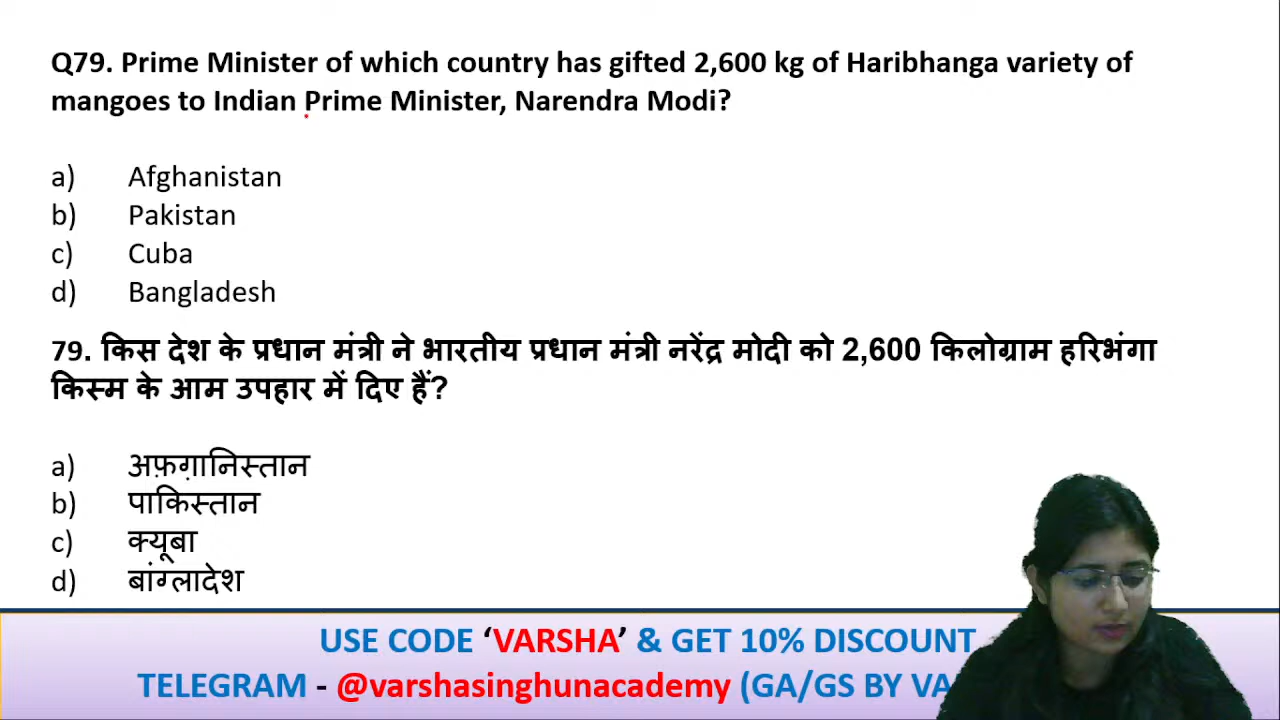 Q79. Prime Minister of which country has gifted 2,600 kg of Haribhanga variety of
mangoes to Indian Prime Minister, Narendra Modi?
a) Afghanistan
b) Pakistan
c) Cuba
d) Bangladesh
79. किस देश के प्रधान मंत्री ने भारतीय प्रधान मंत्री नरेंद्र मोदी को 2,600 किलोग्राम हरिभंगा
किस्म के आम उपहार में दिए हैं?
a) अफ़ग़ानिस्तान
b) पाकिस्तान
c) क्यूबा
d) बांग्लादेश
USE CODE ‘VARSHA’ & GET 10% DISCOUNT
TELEGRAM - @varshasinghunacademy (GA/GS BY